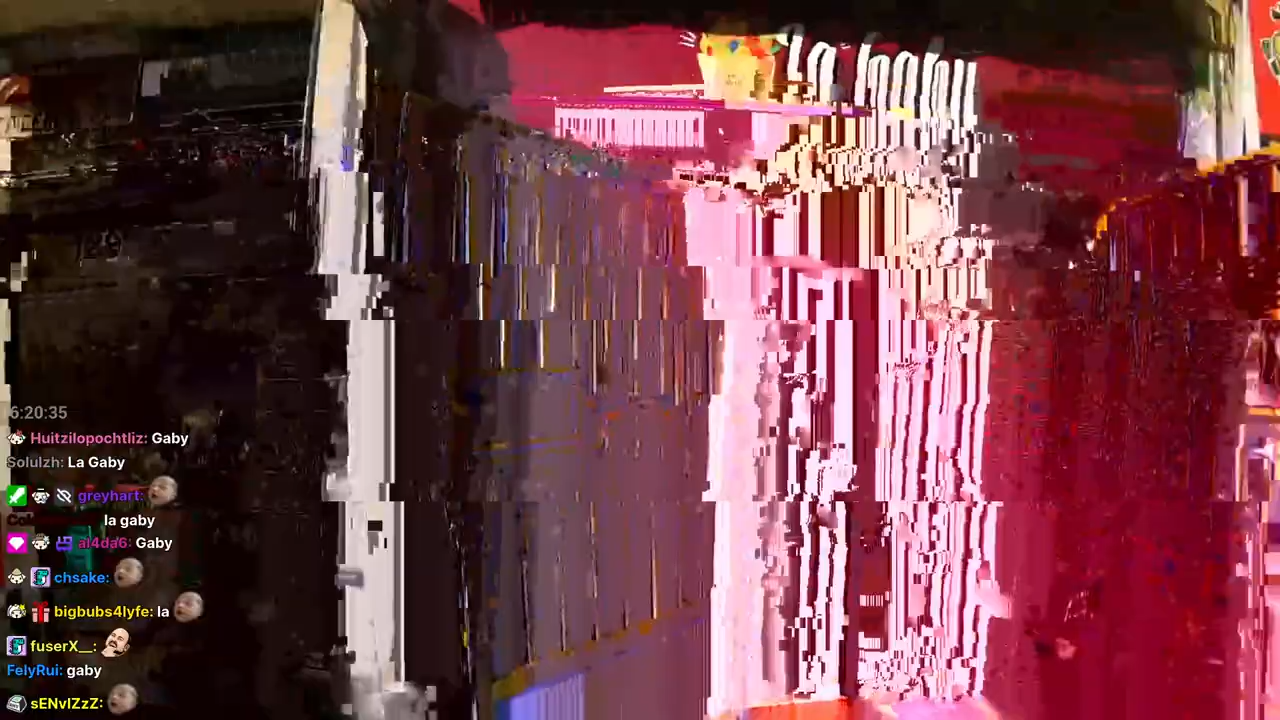 La Gaby
6:20:35
Huitzilopochtliz: Gaby
Solulzh: La Gaby
greyhart:
la gaby
al4da6: Gaby
chsake:
bigbubs4lyfe: la
fuserX__:
FelyRui: gaby
sENvIZzZ: